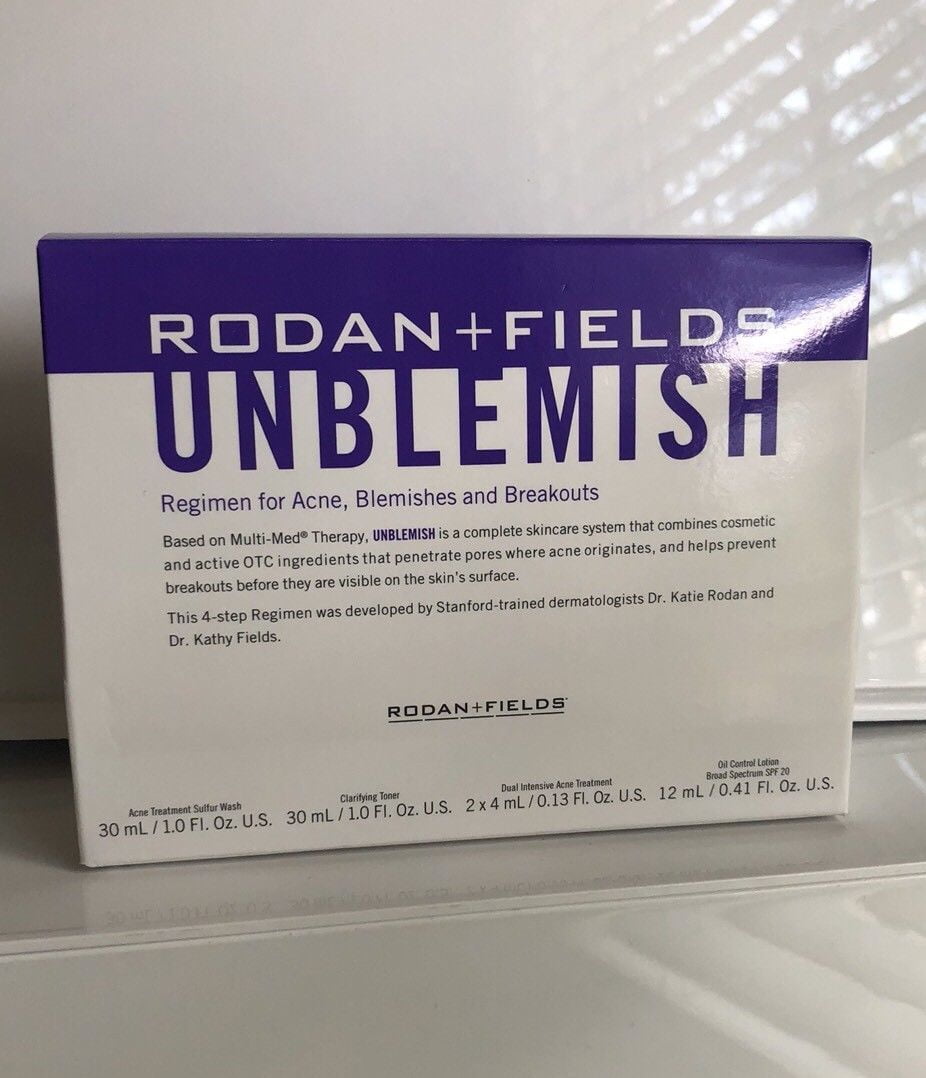 RODAN+FIELDS
UNBLEMISH
Regimen for Acne, Blemishes and Breakouts
Based on Multi-Med® Therapy, UNBLEMISH is a complete skincare system that combines cosmetic
and active OTC ingredients that penetrate pores where acne originates, and helps prevent
breakouts before they are visible on the skin's surface.
This 4-step Regimen was developed by Stanford-trained dermatologists Dr. Katie Rodan and
Dr. Kathy Fields.
RODAN+FIELDS
Acne Treatment Sulfur Wash
30 mL / 1.0 Fl. Oz. U.S.
Clarifying Toner
30 mL / 1.0 Fl. Oz. U.S.
Dual Intensive Acne Treatment
2 x 4 mL / 0.13 Fl. Oz. U.S.
Oil Control Lotion
Broad Spectrum SPF 20
12 mL / 0.41 Fl. Oz. U.S.